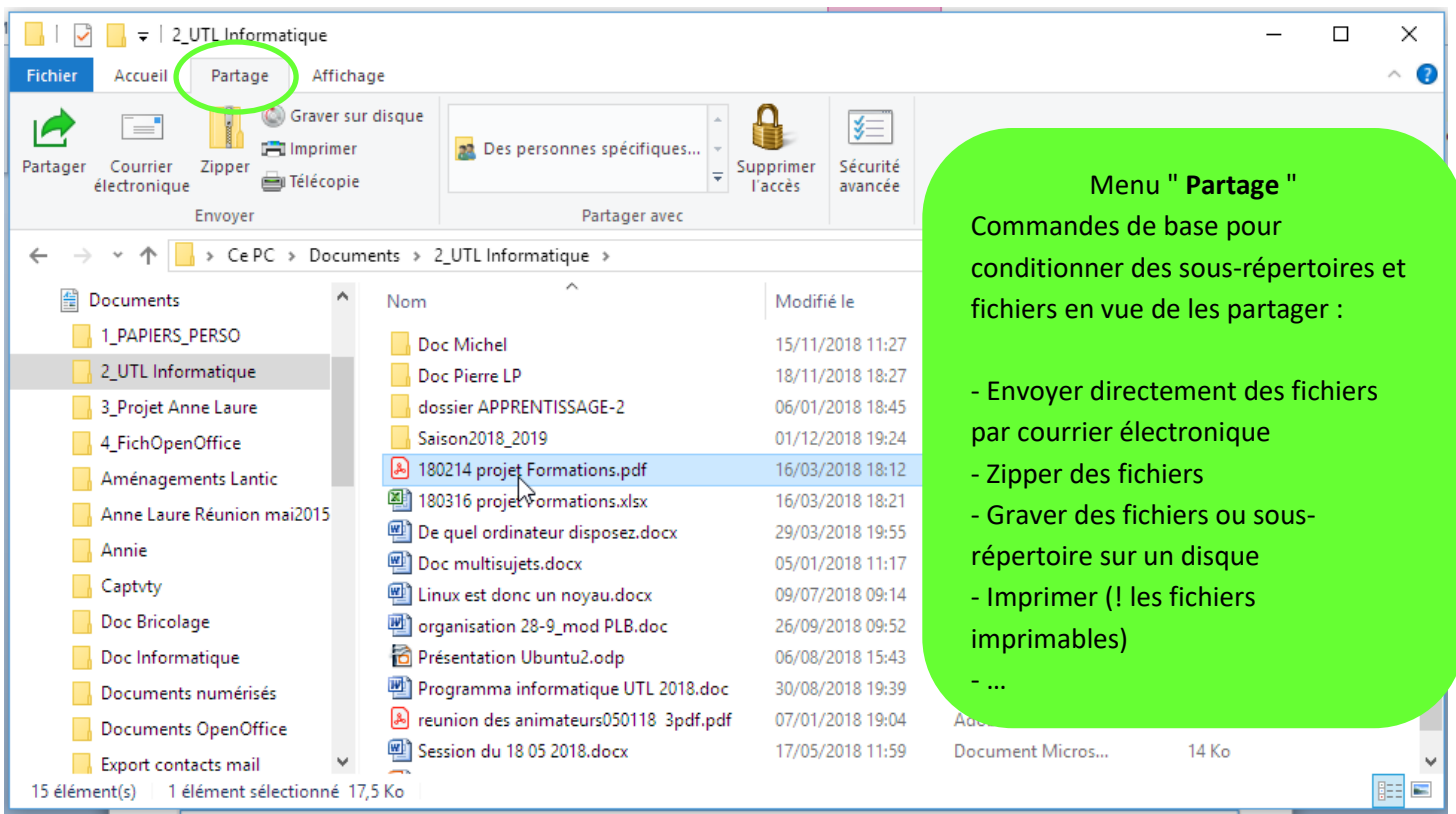 2_UTL Informatique
Fichier Accueil Partage Affichage
Partager
Courrier électronique
Zipper
Graver sur disque
Imprimer
Télécopie
Envoyer
Des personnes spécifiques...
Partager avec
Supprimer l'accès
Sécurité avancée
Ce PC > Documents > 2_UTL Informatique >
Documents
1_PAPIERS_PERSO
2_UTL Informatique
3_Projet Anne Laure
4_FichOpenOffice
Aménagements Lantic
Anne Laure Réunion mai2015
Annie
Captvty
Doc Bricolage
Doc Informatique
Documents numérisés
Documents OpenOffice
Export contacts mail
Nom Modifié le
Doc Michel 15/11/2018 11:27
Doc Pierre LP 18/11/2018 18:27
dossier APPRENTISSAGE-2 06/01/2018 18:45
Saison2018_2019 01/12/2018 19:24
180214 projet Formations.pdf 16/03/2018 18:12
180316 projet Formations.xlsx 16/03/2018 18:21
De quel ordinateur disposez.docx 29/03/2018 19:55
Doc multisujets.docx 05/01/2018 11:17
Linux est donc un noyau.docx 09/07/2018 09:14
organisation 28-9_mod PLB.doc 26/09/2018 09:52
Présentation Ubuntu2.odp 06/08/2018 15:43
Programma informatique UTL 2018.doc 30/08/2018 19:39
reunion des animateurs050118 3pdf.pdf 07/01/2018 19:04
Session du 18 05 2018.docx 17/05/2018 11:59 Document Micros... 14 Ko
15 élément(s) 1 élément sélectionné 17,5 Ko
Menu " Partage "
Commandes de base pour
conditionner des sous-répertoires et
fichiers en vue de les partager :
- Envoyer directement des fichiers
par courrier électronique
- Zipper des fichiers
- Graver des fichiers ou sous-
répertoire sur un disque
- Imprimer (! les fichiers
imprimables)
- ...